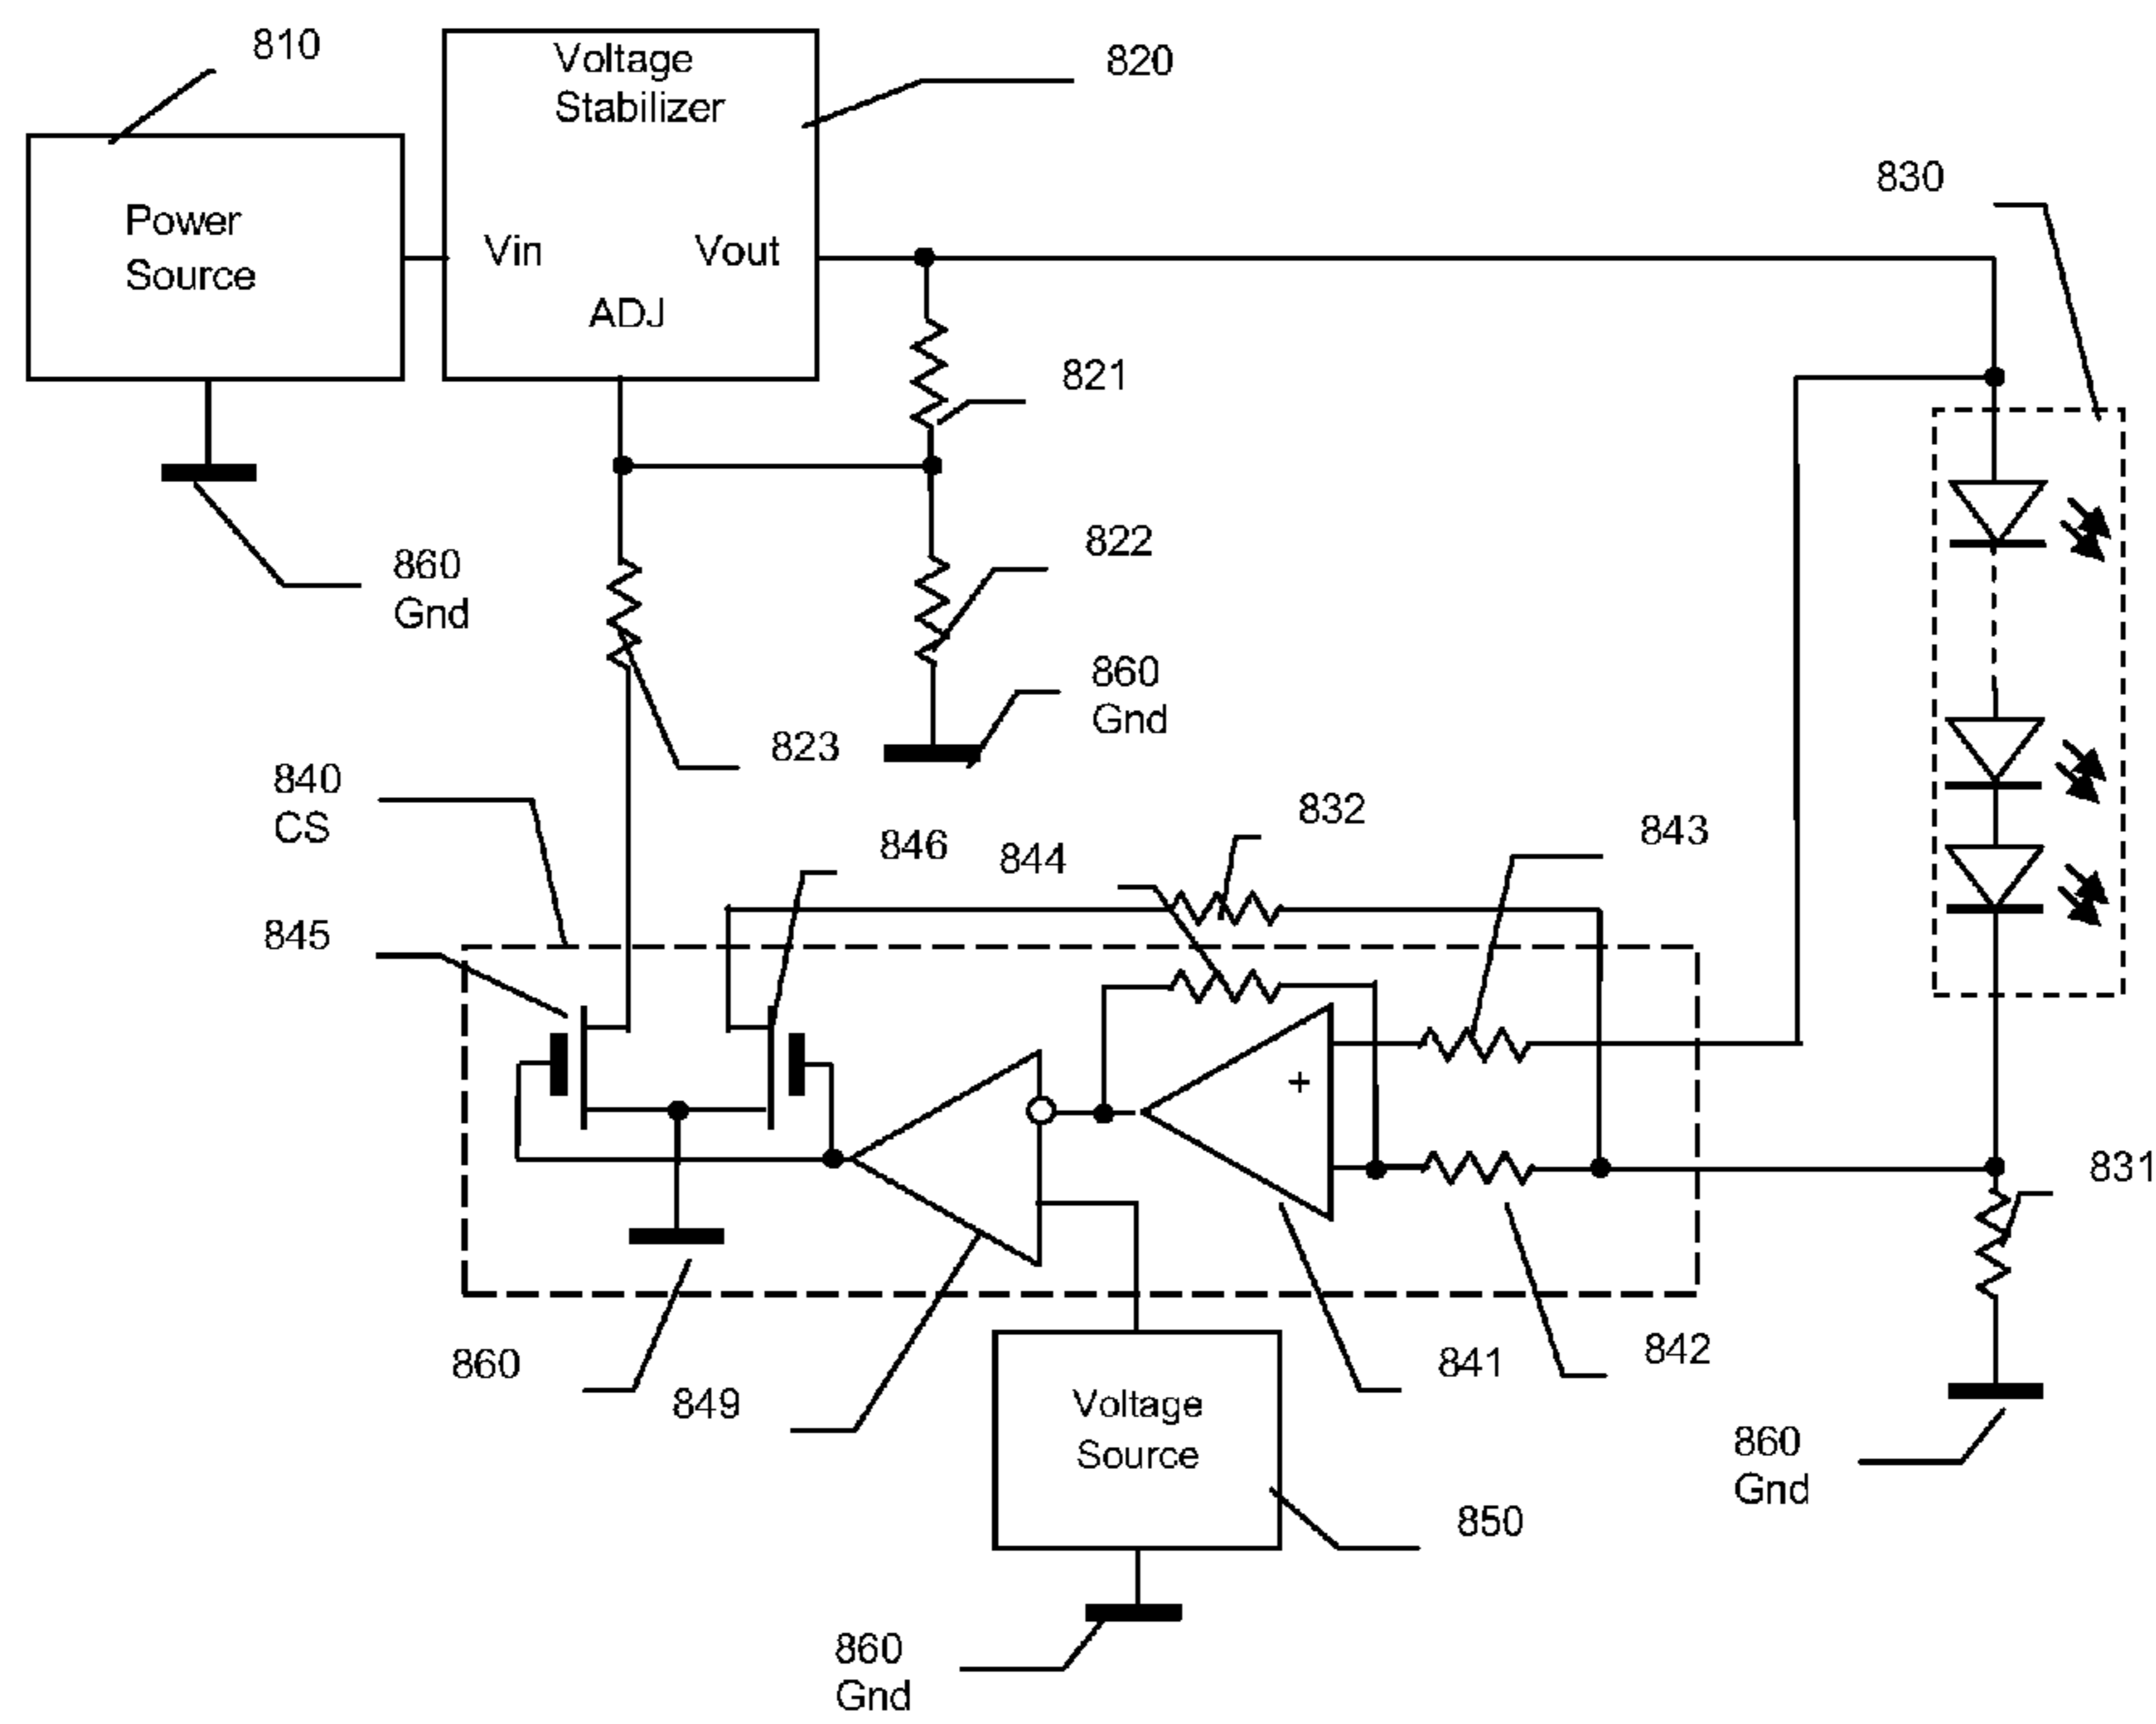 810
Voltage
Stabilizer
820
830
Power
Source
Vin
Vout
ADJ
821
822
860
Gnd
860
Gnd
823
840
CS
832
843
846
844
845
+
831
860
849
841
842
Voltage
Source
860
Gnd
850
860
Gnd